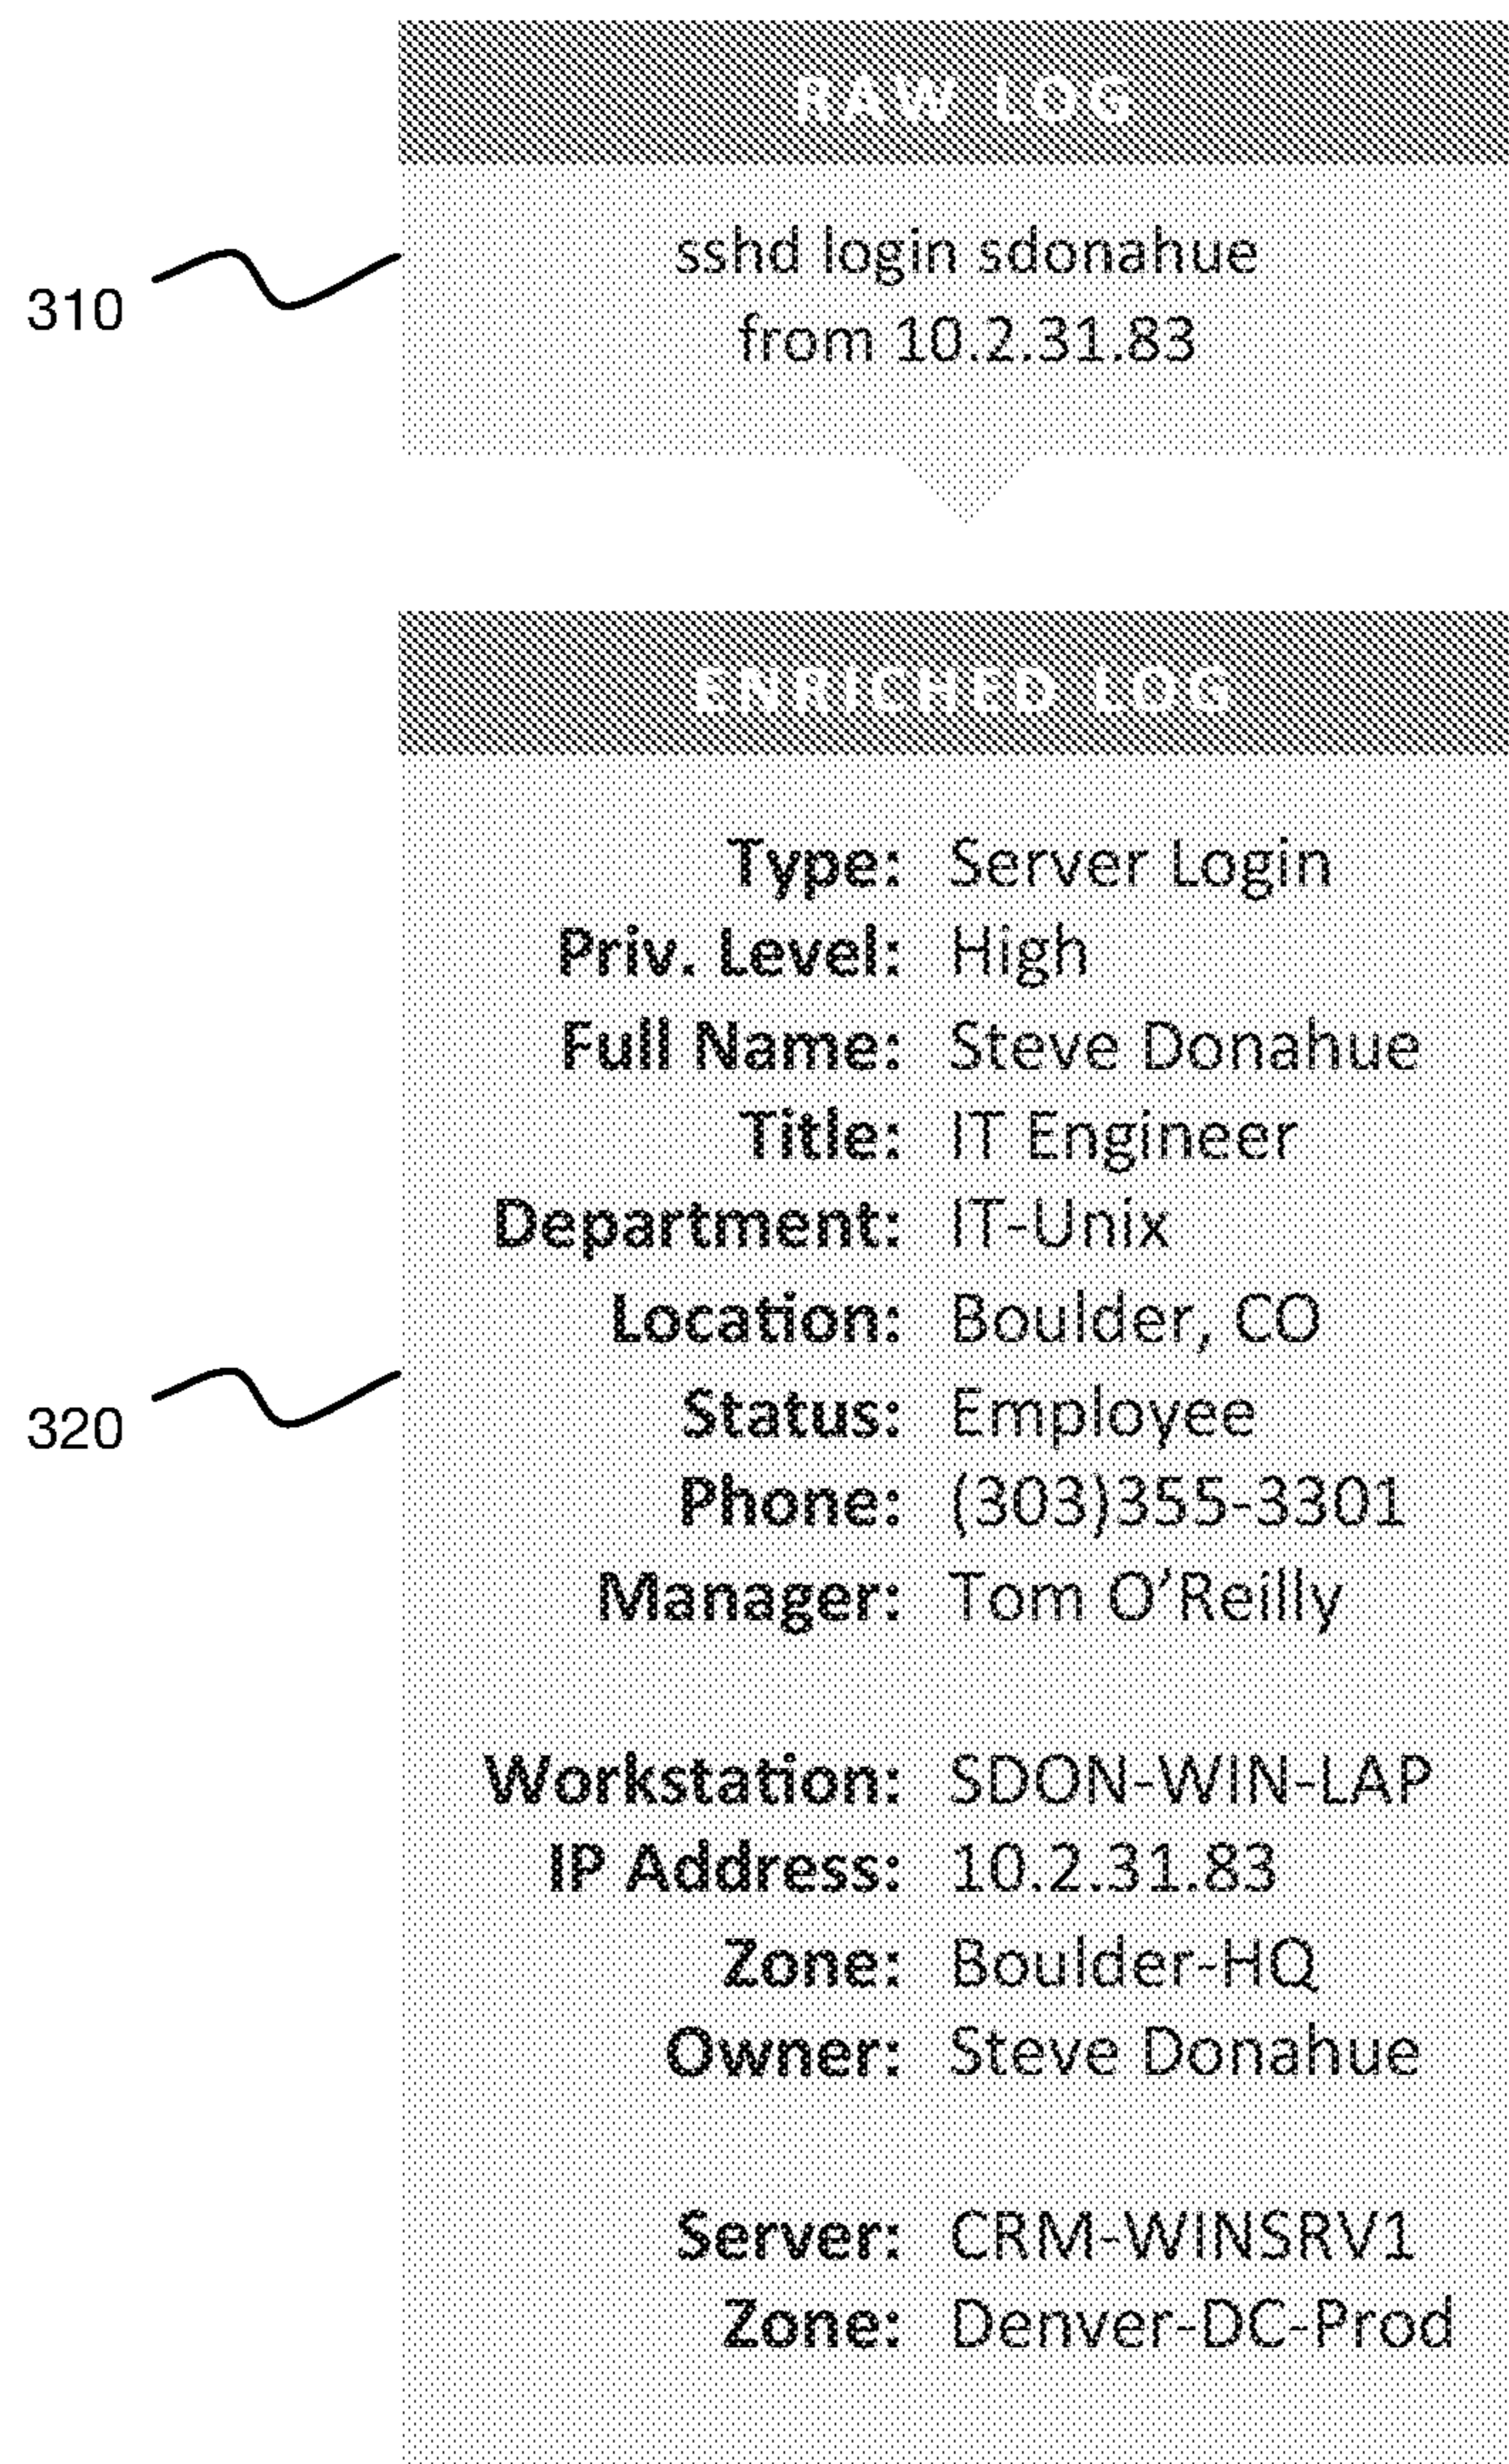 RAW LOG
310
sshd login sdonahue
from 10.2.31.83
ENRICHED LOG
Type: Server Login
Priv. Level: High
Full Name: Steve Donahue
Title: IT Engineer
Department: IT-Unix
Location: Boulder, CO
320
Status: Employee
Phone: (303)355-3301
Manager: Tom O’Reilly
Workstation: SDON-WIN-LAP
IP Address: 10.2.31.83
Zone: Boulder-HQ
Owner: Steve Donahue
Server: CRM-WINSRV1
Zone: Denver-DC-Prod